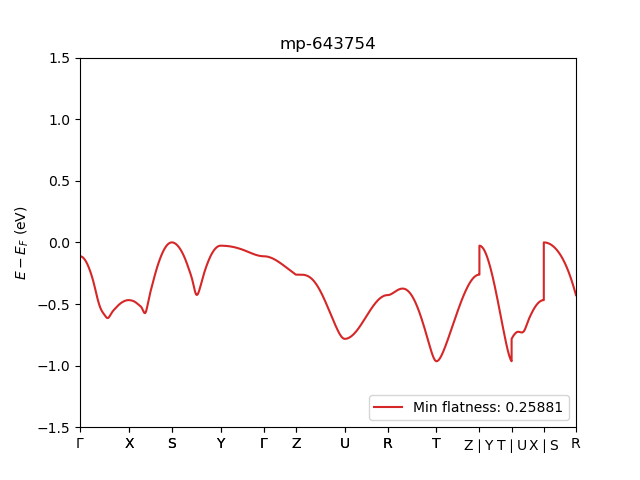 mp-643754
1.5
1.0
0.5
0.0
−0.5
−1.0
−1.5
E − E_F (eV)
Min flatness: 0.25881
Γ X S Y Γ Z U R T Z | Y T | U X | S R